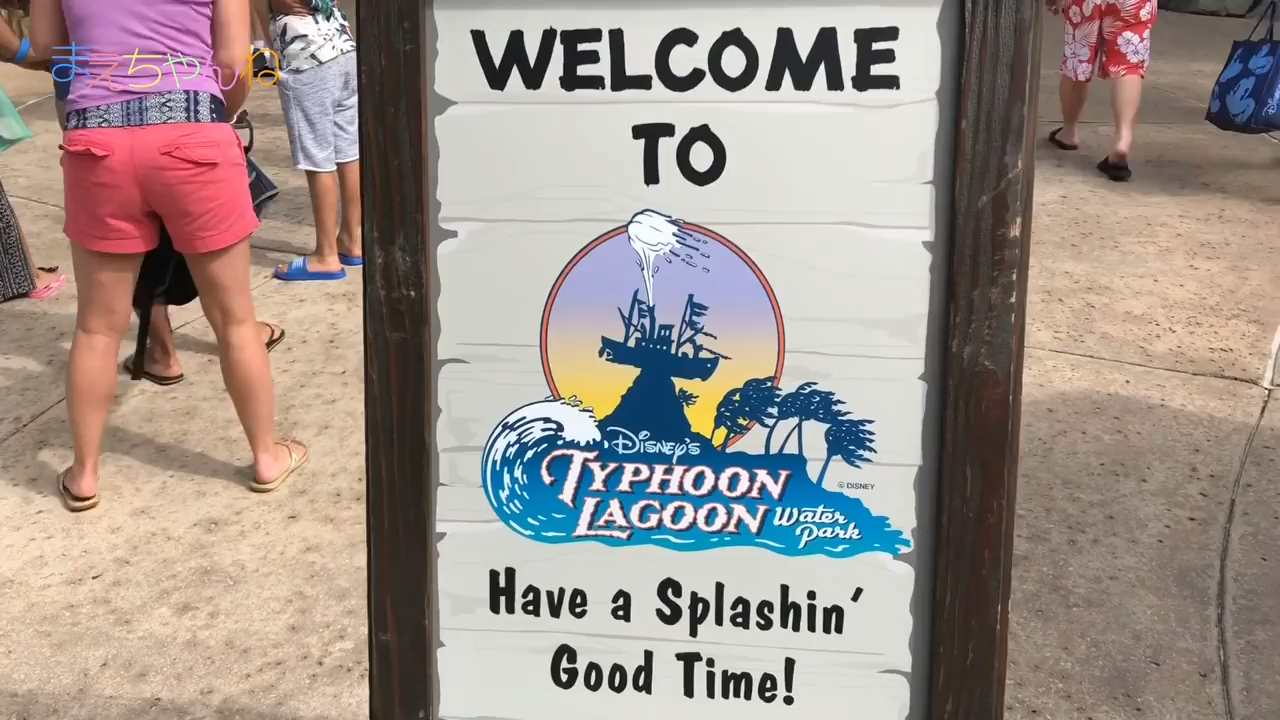 まえちゃんね
WELCOME
TO
DISNEY'S
TYPHOON
LAGOON
Water
Park
© DISNEY
Have a Splashin'
Good Time!